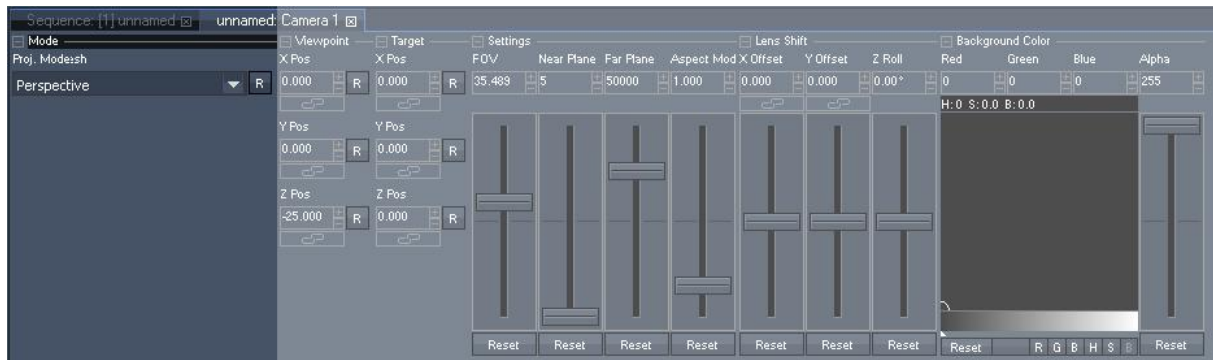 Sequence: [1] unnamed unnamed: Camera 1
Mode Viewpoint Target Settings Lens Shift Background Color
Proj. Mode:sh X Pos X Pos FOV Near Plane Far Plane Aspect Mod X Offset Y Offset Z Roll Red Green Blue Alpha
Perspective R 0.000 R 0.000 R 35.489 5 50000 1.000 0.000 0.000 0.00° 0 0 0 255
H: 0 S: 0.0 B: 0.0
Y Pos Y Pos
0.000 R 0.000 R
Z Pos Z Pos
-25.000 R 0.000 R
Reset Reset Reset Reset Reset Reset Reset Reset R G B H S B Reset